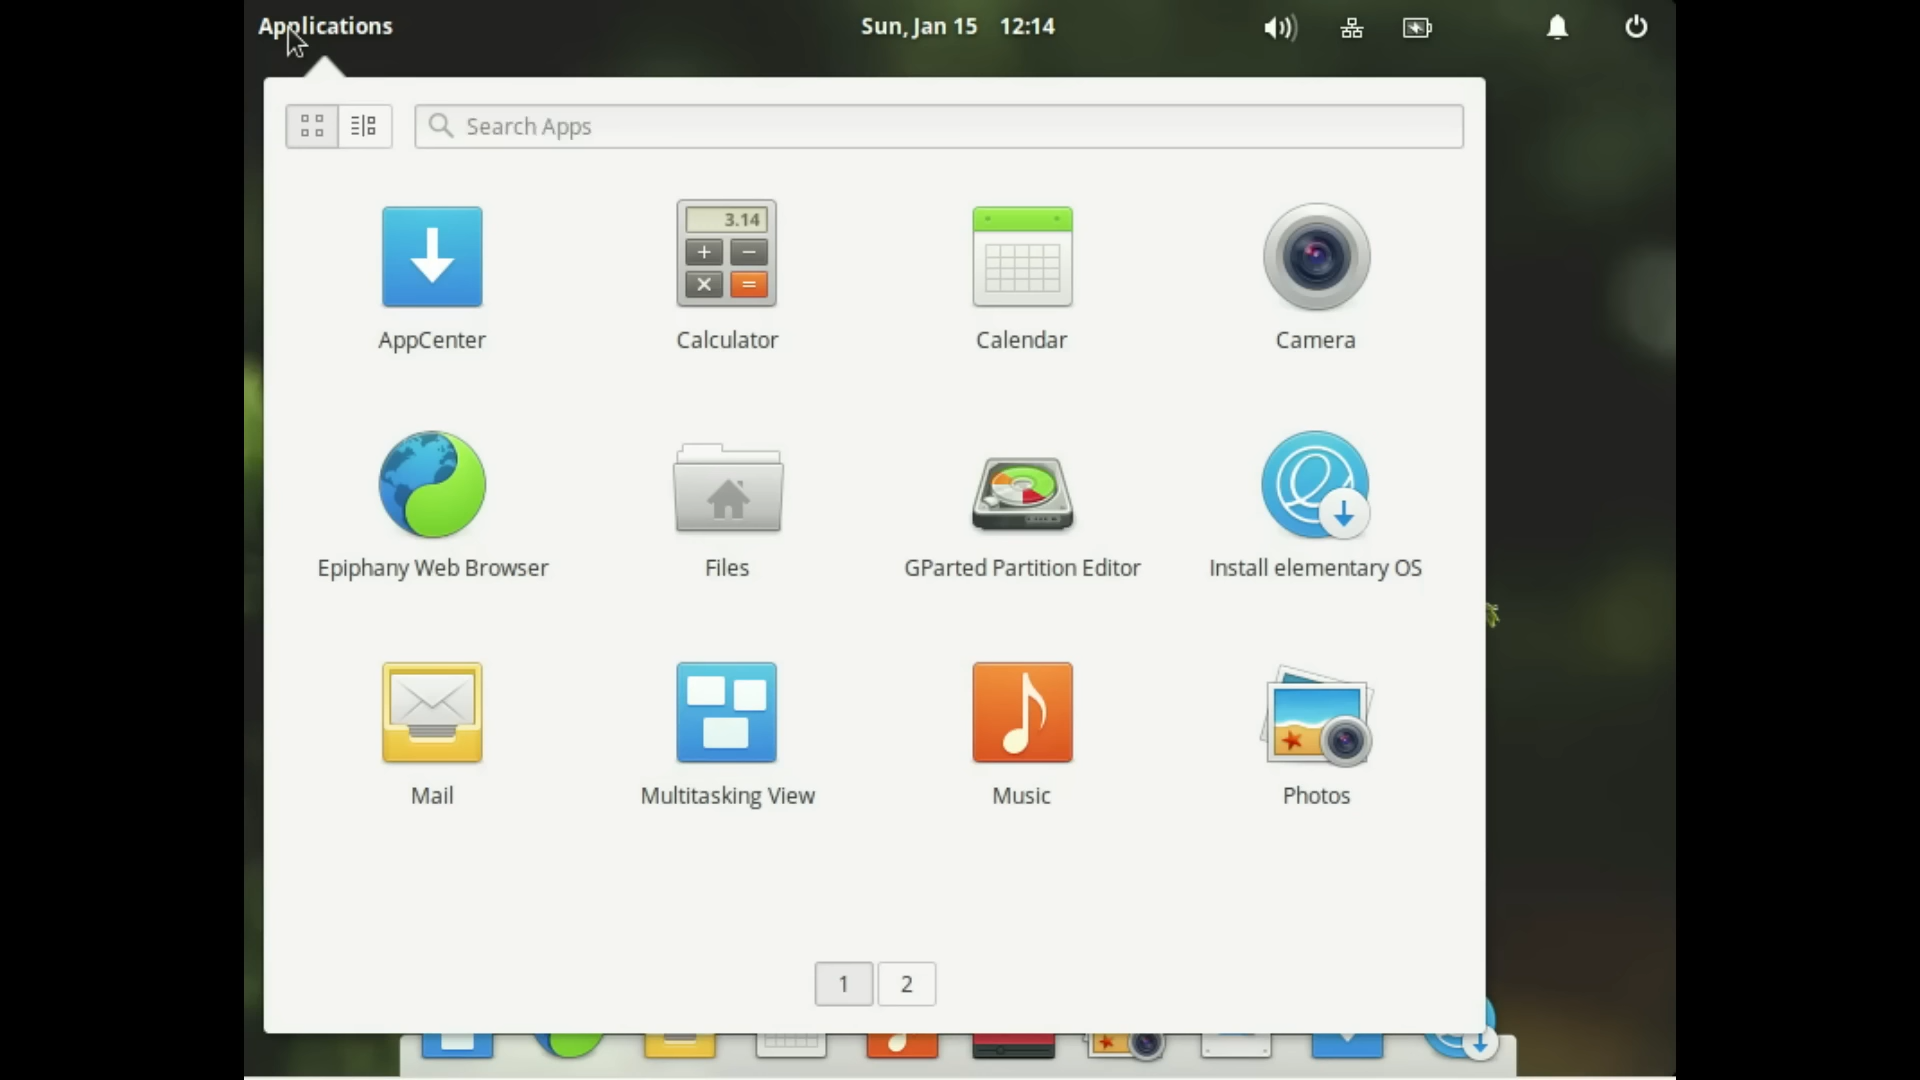 Applications
Sun, Jan 15 12:14
Search Apps
3.14
AppCenter
Calculator
Calendar
Camera
Epiphany Web Browser
Files
GParted Partition Editor
Install elementary OS
Mail
Multitasking View
Music
Photos
1
2